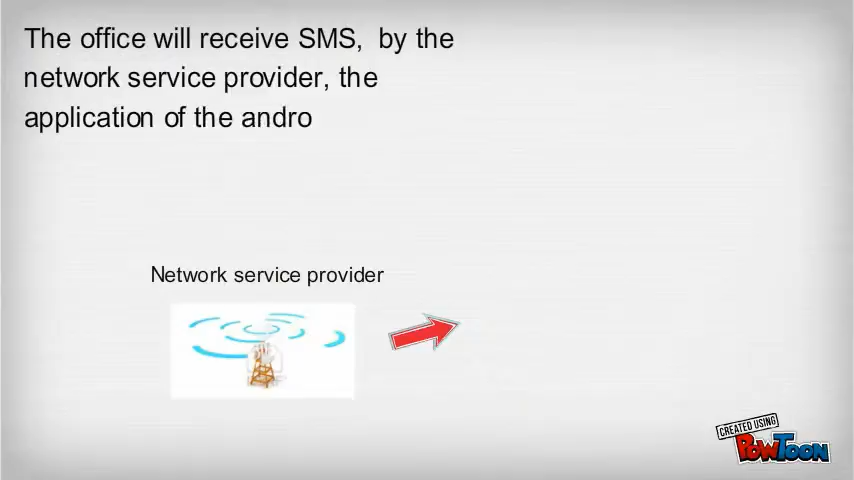 The office will receive SMS,  by the
network service provider, the
application of the andro
Network service provider
CREATED USING
PowToon